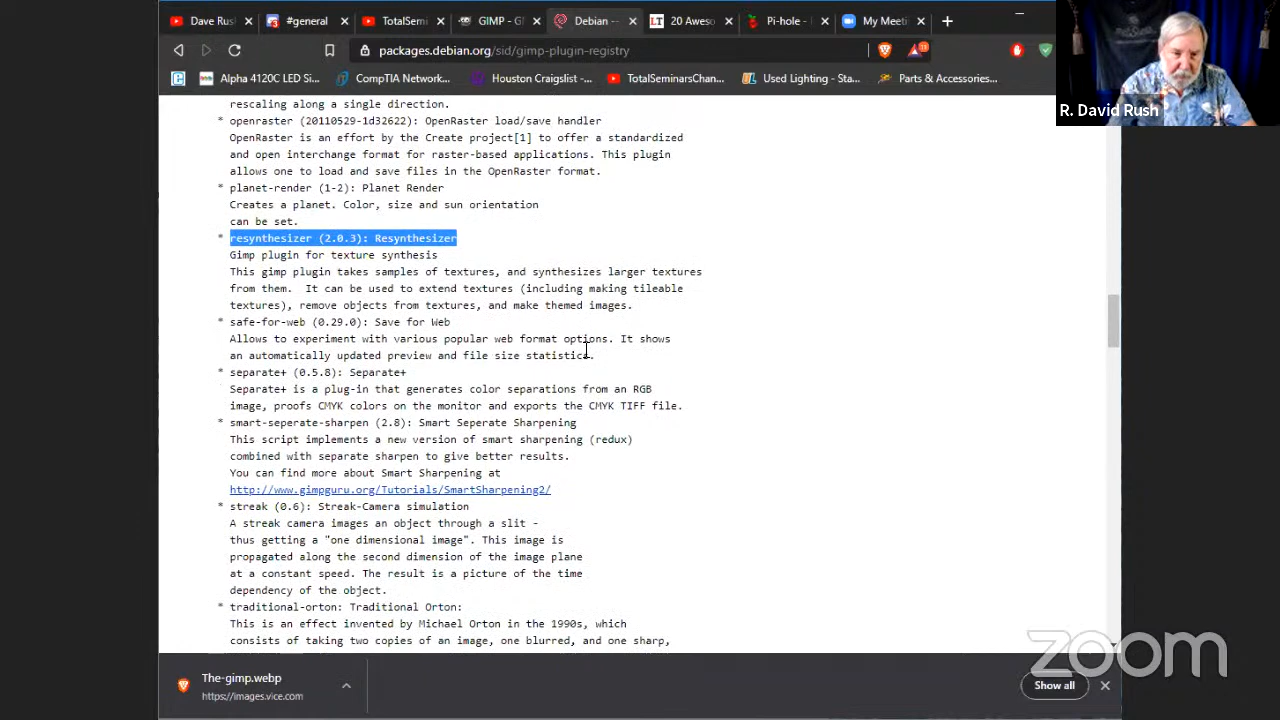 Dave Rus
#general
TotalSemi
GIMP - G
Debian --
20 Aweso
Pi-hole -
My Meeti
packages.debian.org/sid/gimp-plugin-registry
Alpha 4120C LED Si...
CompTIA Network...
Houston Craigslist -...
TotalSeminarsChan...
Used Lighting - Sta...
Parts & Accessories...
R. David Rush
rescaling along a single direction.
* openraster (20110529-1d32622): OpenRaster load/save handler
OpenRaster is an effort by the Create project[1] to offer a standardized
and open interchange format for raster-based applications. This plugin
allows one to load and save files in the OpenRaster format.
* planet-render (1-2): Planet Render
Creates a planet. Color, size and sun orientation
can be set.
* resynthesizer (2.0.3): Resynthesizer
Gimp plugin for texture synthesis
This gimp plugin takes samples of textures, and synthesizes larger textures
from them. It can be used to extend textures (including making tileable
textures), remove objects from textures, and make themed images.
* safe-for-web (0.29.0): Save for Web
Allows to experiment with various popular web format options. It shows
an automatically updated preview and file size statistics.
* separate+ (0.5.8): Separate+
Separate+ is a plug-in that generates color separations from an RGB
image, proofs CMYK colors on the monitor and exports the CMYK TIFF file.
* smart-seperate-sharpen (2.8): Smart Seperate Sharpening
This script implements a new version of smart sharpening (redux)
combined with separate sharpen to give better results.
You can find more about Smart Sharpening at
http://www.gimpguru.org/Tutorials/SmartSharpening2/
* streak (0.6): Streak-Camera simulation
A streak camera images an object through a slit -
thus getting a "one dimensional image". This image is
propagated along the second dimension of the image plane
at a constant speed. The result is a picture of the time
dependency of the object.
* traditional-orton: Traditional Orton:
This is an effect invented by Michael Orton in the 1990s, which
consists of taking two copies of an image, one blurred, and one sharp,
zoom
The-gimp.webp
https://images.vice.com
Show all